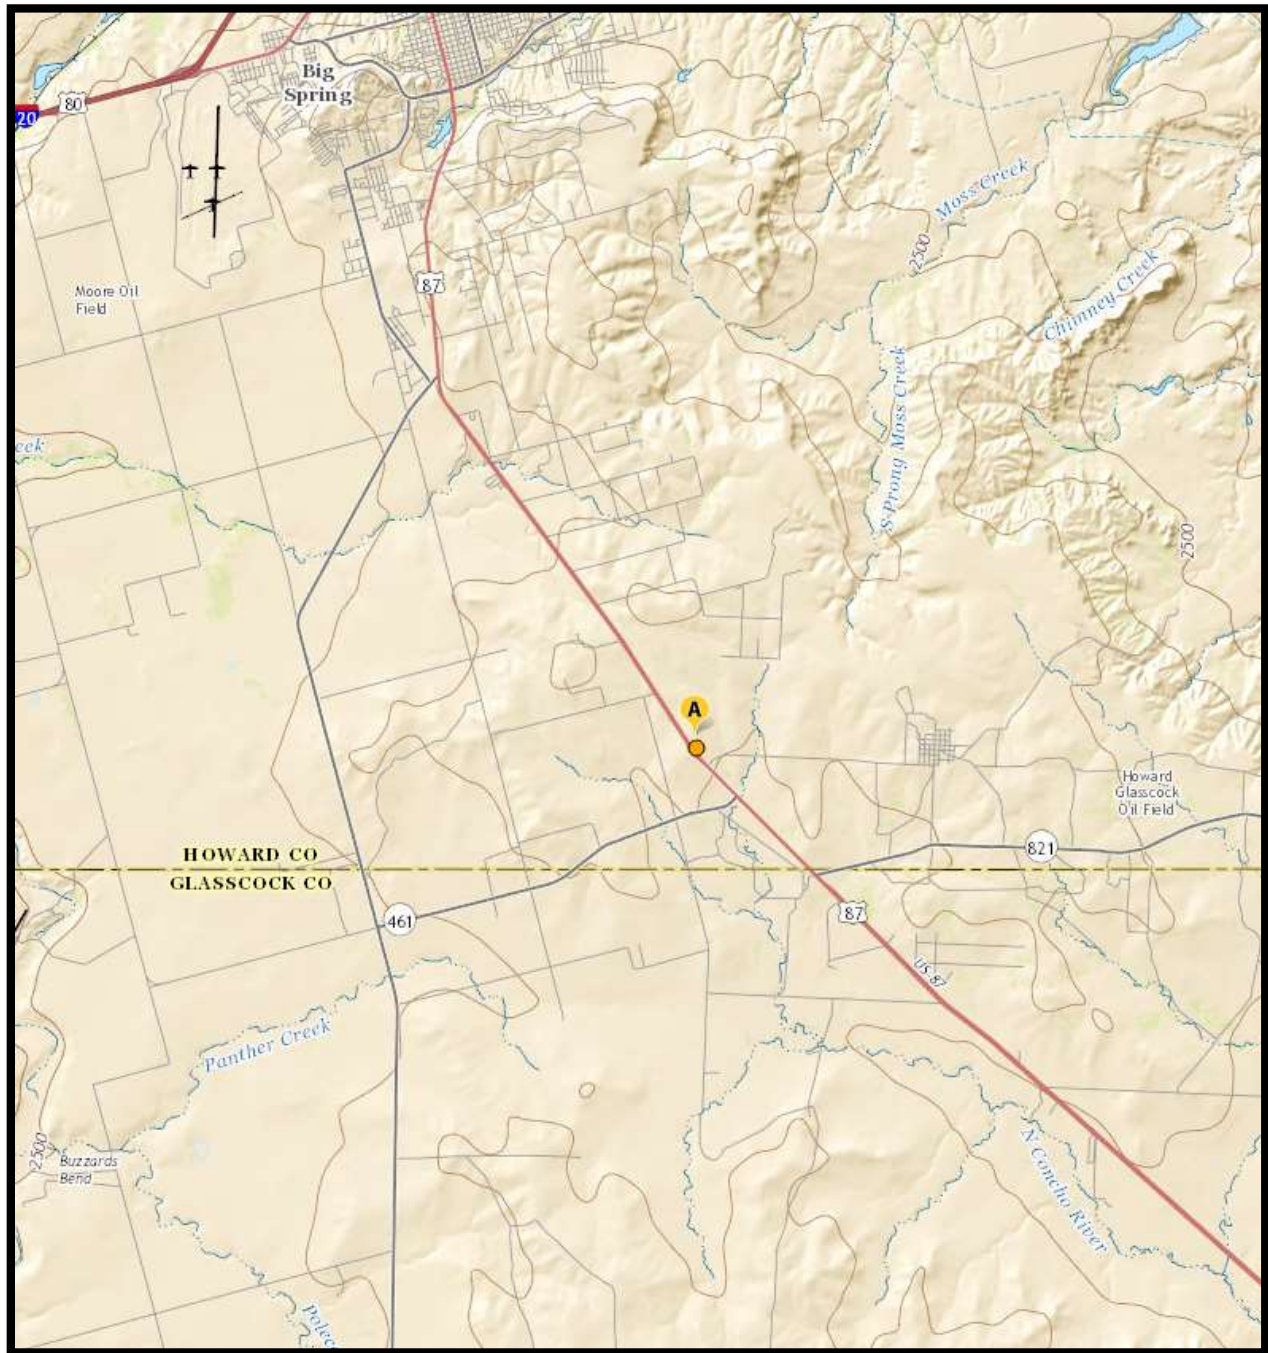 Big
Spring
80
20
Moss Creek
2500
87
Moore Oil
Field
Chimney Creek
S Prong Moss Creek
eek
2500
A
Howard
Glasscock
Oil Field
821
HOWARD CO
GLASSCOCK CO
461
87
US-87
Panther Creek
2500
Buzzards
Bend
N Concho River
Polec